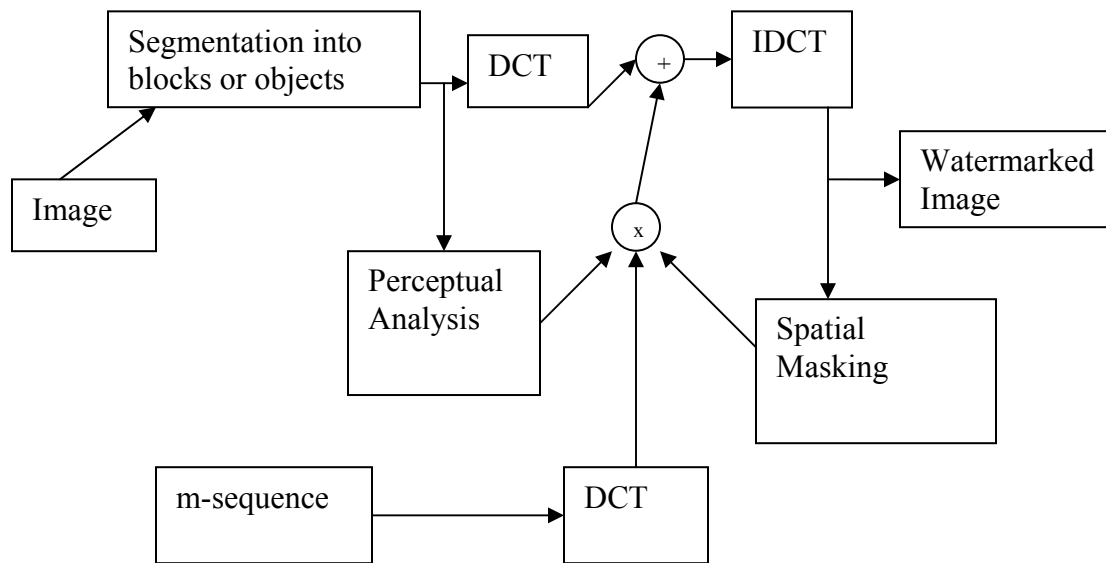 Segmentation into
blocks or objects
DCT
+
IDCT
Watermarked
Image
Image
x
Perceptual
Analysis
Spatial
Masking
m-sequence
DCT